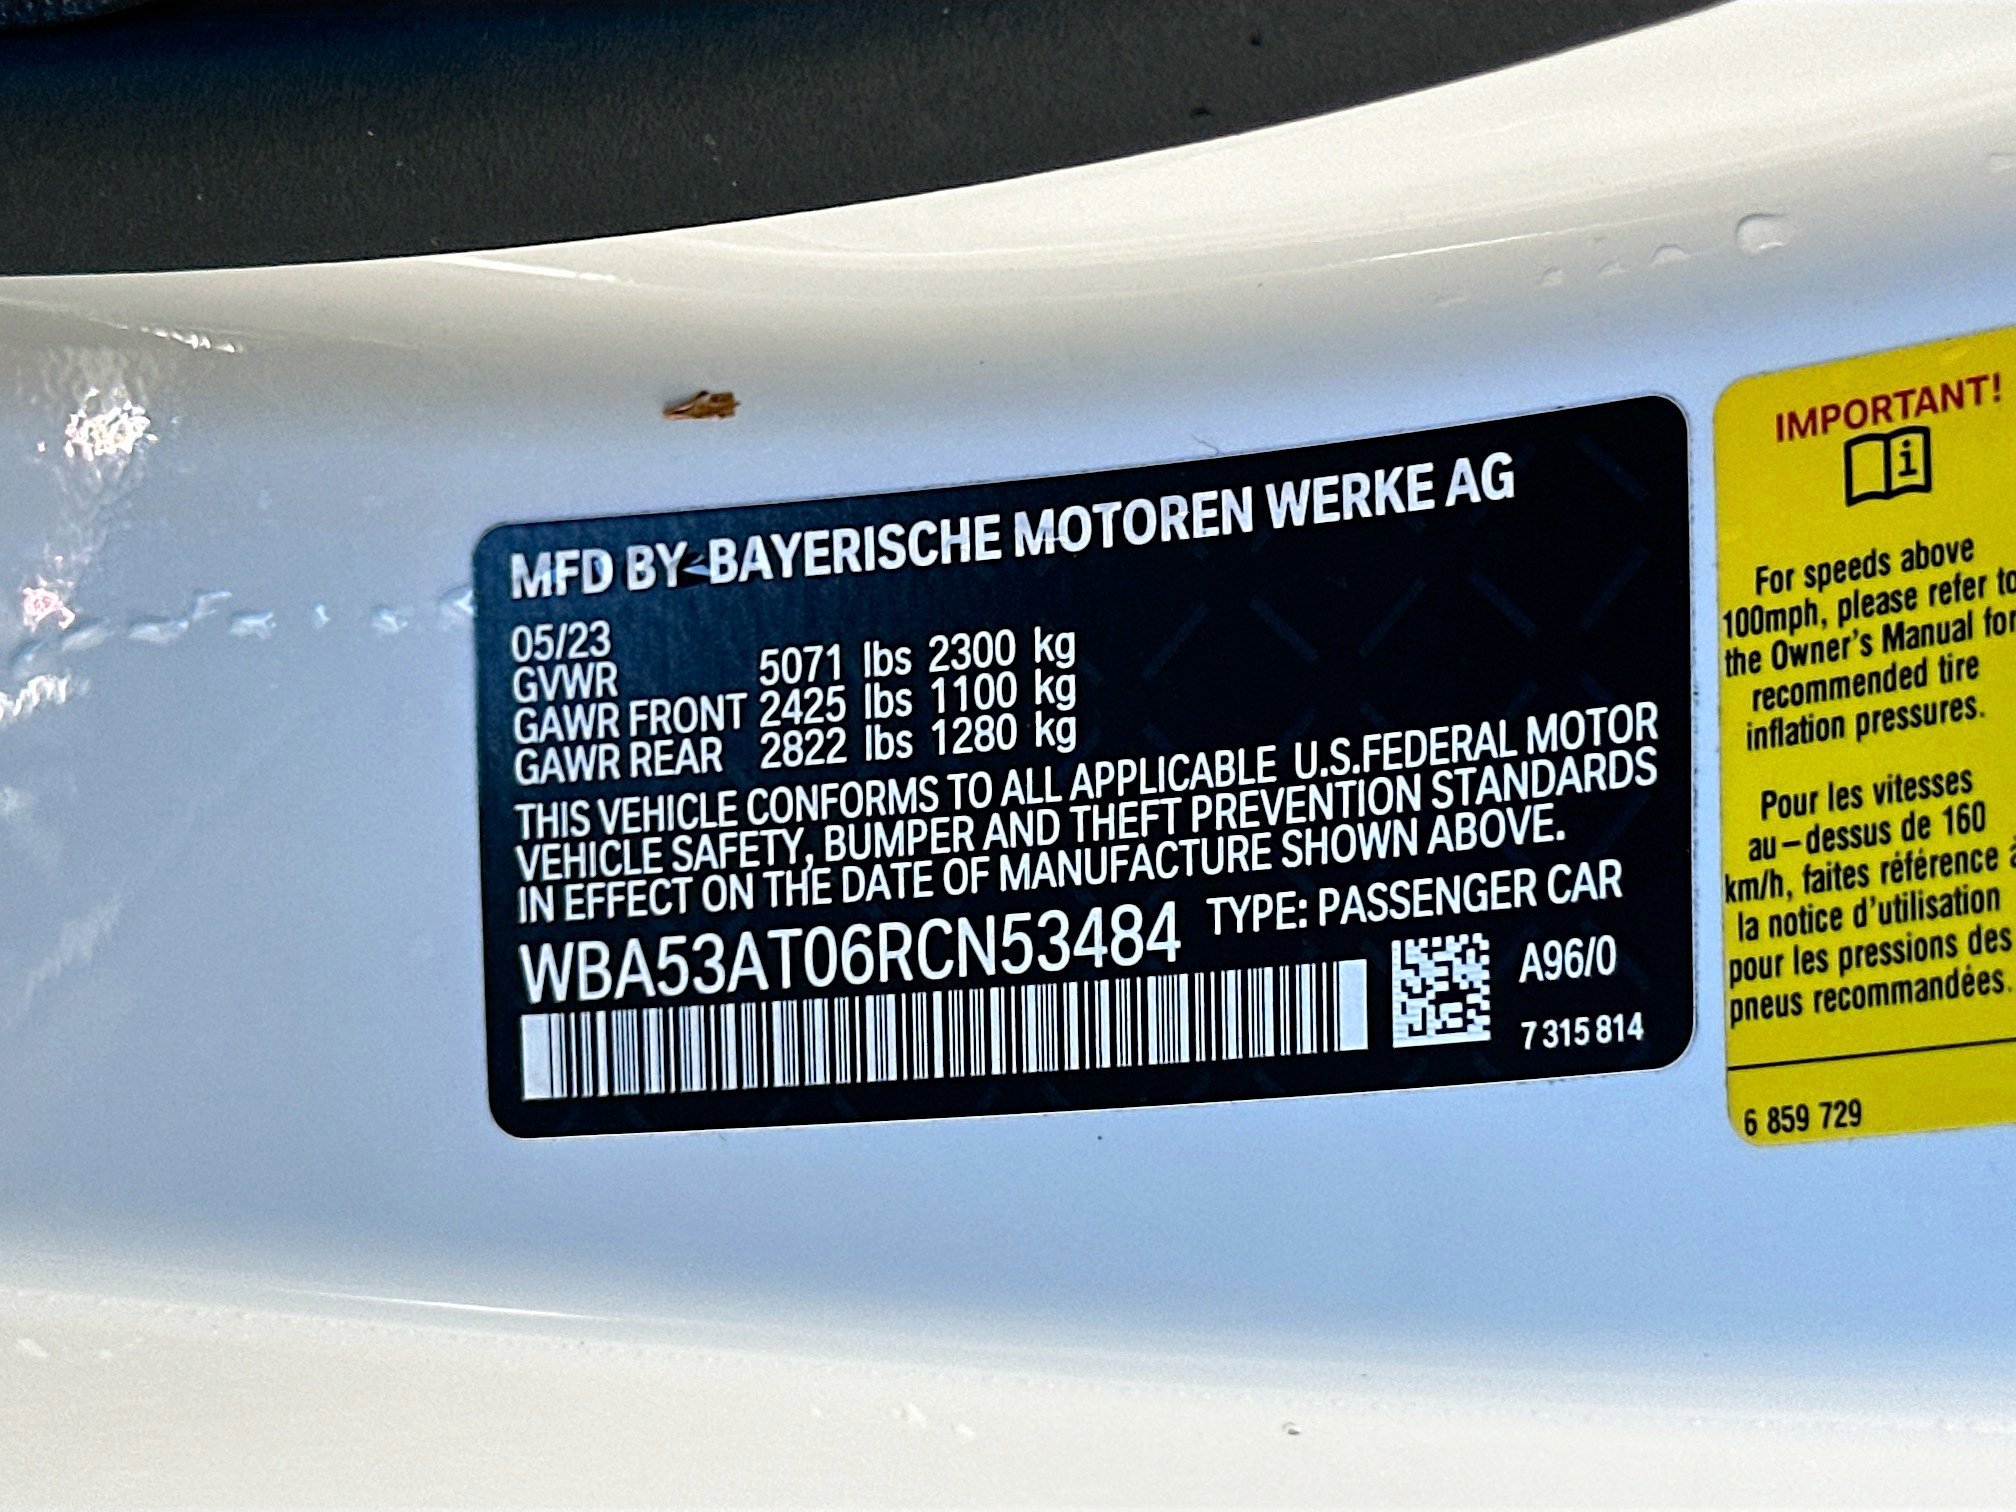 MFD BY BAYERISCHE MOTOREN WERKE AG
05/23
GVWR 5071 lbs 2300 kg
GAWR FRONT 2425 lbs 1100 kg
GAWR REAR 2822 lbs 1280 kg
THIS VEHICLE CONFORMS TO ALL APPLICABLE U.S.FEDERAL MOTOR
VEHICLE SAFETY, BUMPER AND THEFT PREVENTION STANDARDS
IN EFFECT ON THE DATE OF MANUFACTURE SHOWN ABOVE.
WBA53AT06RCN53484 TYPE: PASSENGER CAR
A96/0
7 315 814
IMPORTANT!
i
For speeds above
100mph, please refer to
the Owner's Manual for
recommended tire
inflation pressures.
Pour les vitesses
au-dessus de 160
km/h, faites référence à
la notice d'utilisation
pour les pressions des
pneus recommandées.
6 859 729